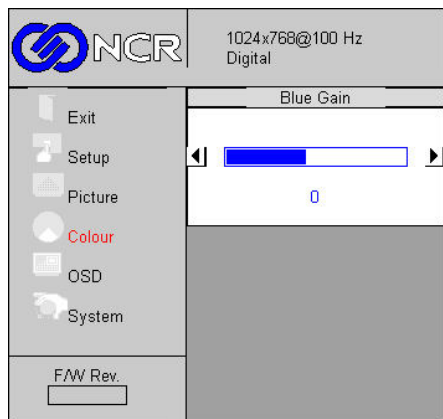 NCR
1024x768@100 Hz
Digital
Exit
Setup
Picture
Colour
OSD
System
Blue Gain
0
F/W Rev.